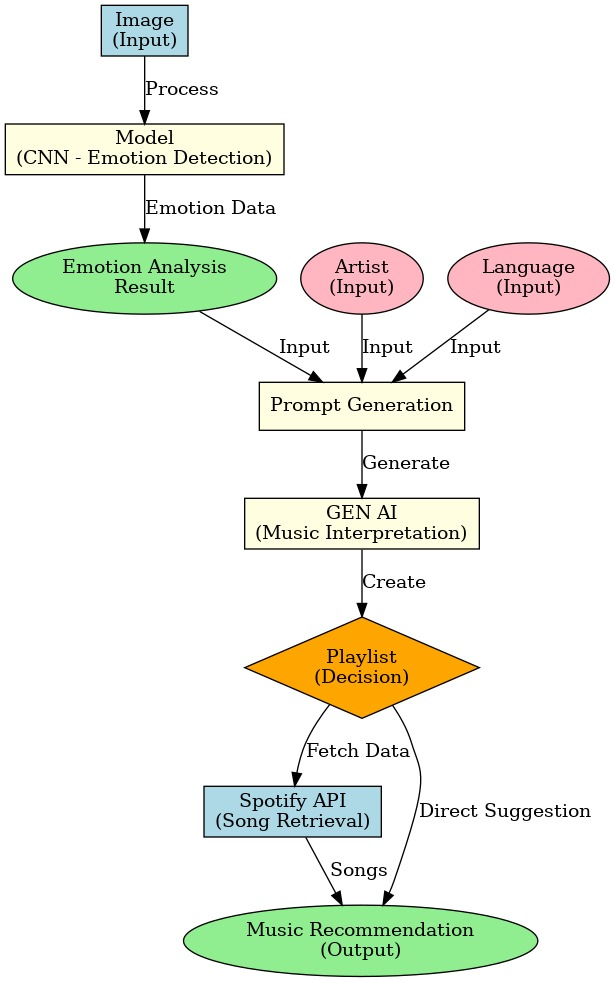 Image
(Input)
Process
Model
(CNN - Emotion Detection)
Emotion Data
Emotion Analysis
Result
Artist
(Input)
Language
(Input)
Input
Input
Input
Prompt Generation
Generate
GEN AI
(Music Interpretation)
Create
Playlist
(Decision)
Fetch Data
Spotify API
(Song Retrieval)
Direct Suggestion
Songs
Music Recommendation
(Output)